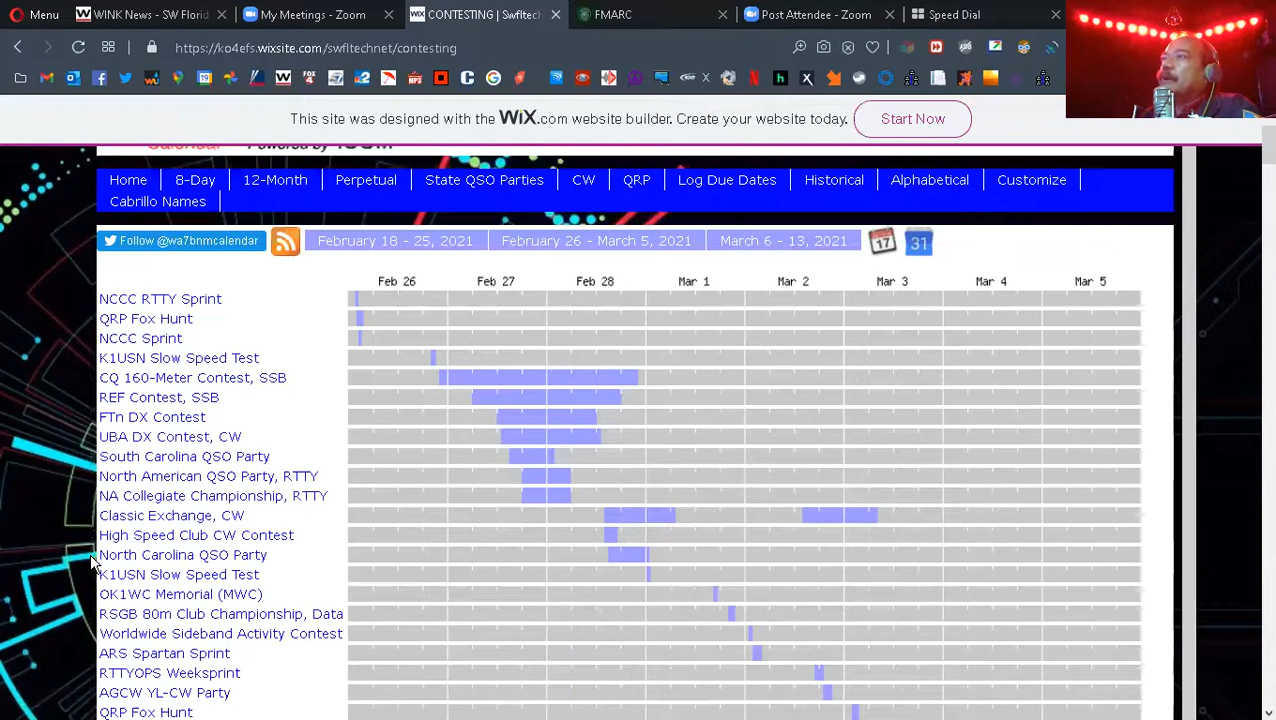 Menu
WINK News - SW Florid
My Meetings - Zoom
CONTESTING | Swfltech
FMARC
Post Attendee - Zoom
Speed Dial
https://ko4efs.wixsite.com/swfltechnet/contesting
This site was designed with the WiX.com website builder. Create your website today.
Start Now
Home
8-Day
12-Month
Perpetual
State QSO Parties
CW
QRP
Log Due Dates
Historical
Alphabetical
Customize
Cabrillo Names
Follow @wa7bnmcalendar
February 18 - 25, 2021
February 26 - March 5, 2021
March 6 - 13, 2021
17
31
Feb 26
Feb 27
Feb 28
Mar 1
Mar 2
Mar 3
Mar 4
Mar 5
NCCC RTTY Sprint
QRP Fox Hunt
NCCC Sprint
K1USN Slow Speed Test
CQ 160-Meter Contest, SSB
REF Contest, SSB
FTn DX Contest
UBA DX Contest, CW
South Carolina QSO Party
North American QSO Party, RTTY
NA Collegiate Championship, RTTY
Classic Exchange, CW
High Speed Club CW Contest
North Carolina QSO Party
K1USN Slow Speed Test
OK1WC Memorial (MWC)
RSGB 80m Club Championship, Data
Worldwide Sideband Activity Contest
ARS Spartan Sprint
RTTYOPS Weeksprint
AGCW YL-CW Party
QRP Fox Hunt